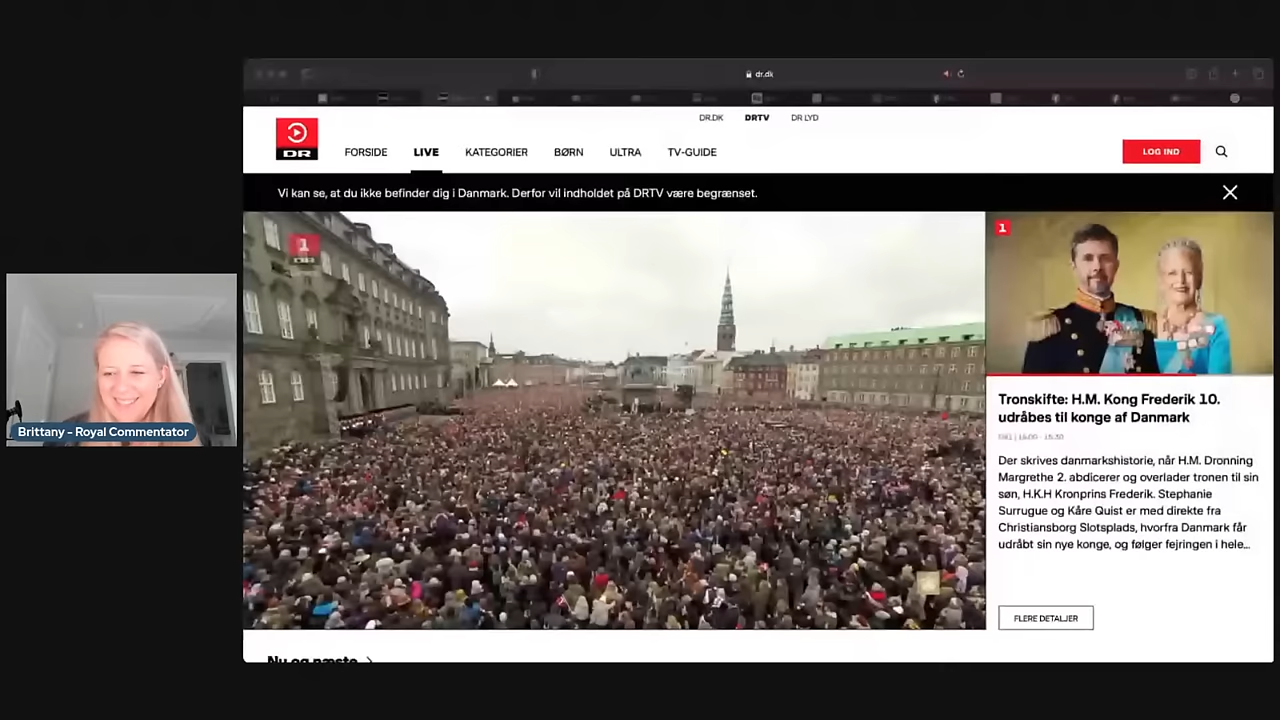 dr.dk
DR.DK DRTV DR LYD
DR
FORSIDE LIVE KATEGORIER BØRN ULTRA TV-GUIDE
LOG IND
Vi kan se, at du ikke befinder dig i Danmark. Derfor vil indholdet på DRTV være begrænset.
1
DR
1
Tronskifte: H.M. Kong Frederik 10.
udråbes til konge af Danmark
Der skrives danmarkshistorie, når H.M. Dronning
Margrethe 2. abdicerer og overlader tronen til sin
søn, H.K.H Kronprins Frederik. Stephanie
Surrugue og Kåre Quist er med direkte fra
Christiansborg Slotsplads, hvorfra Danmark får
udråbt sin nye konge, og følger fejringen i hele...
FLERE DETALJER
Brittany - Royal Commentator
Nu og næste